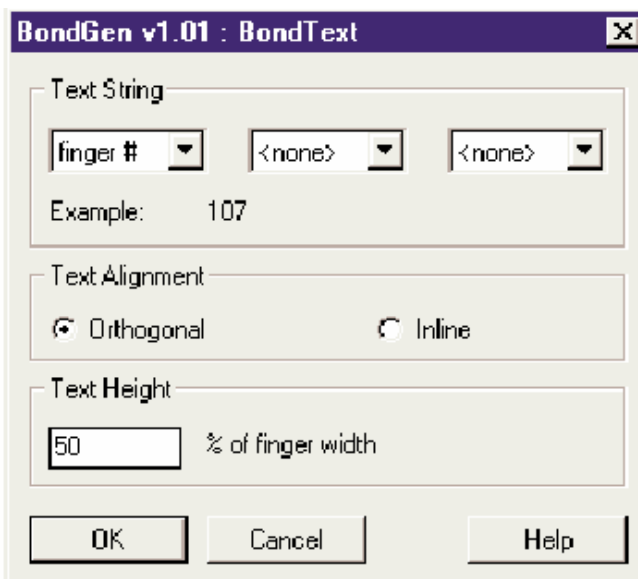 BondGen v1.01 : BondText
Text String
finger # <none> <none>
Example: 107
Text Alignment
Orthogonal Inline
Text Height
50 % of finger width
OK Cancel Help